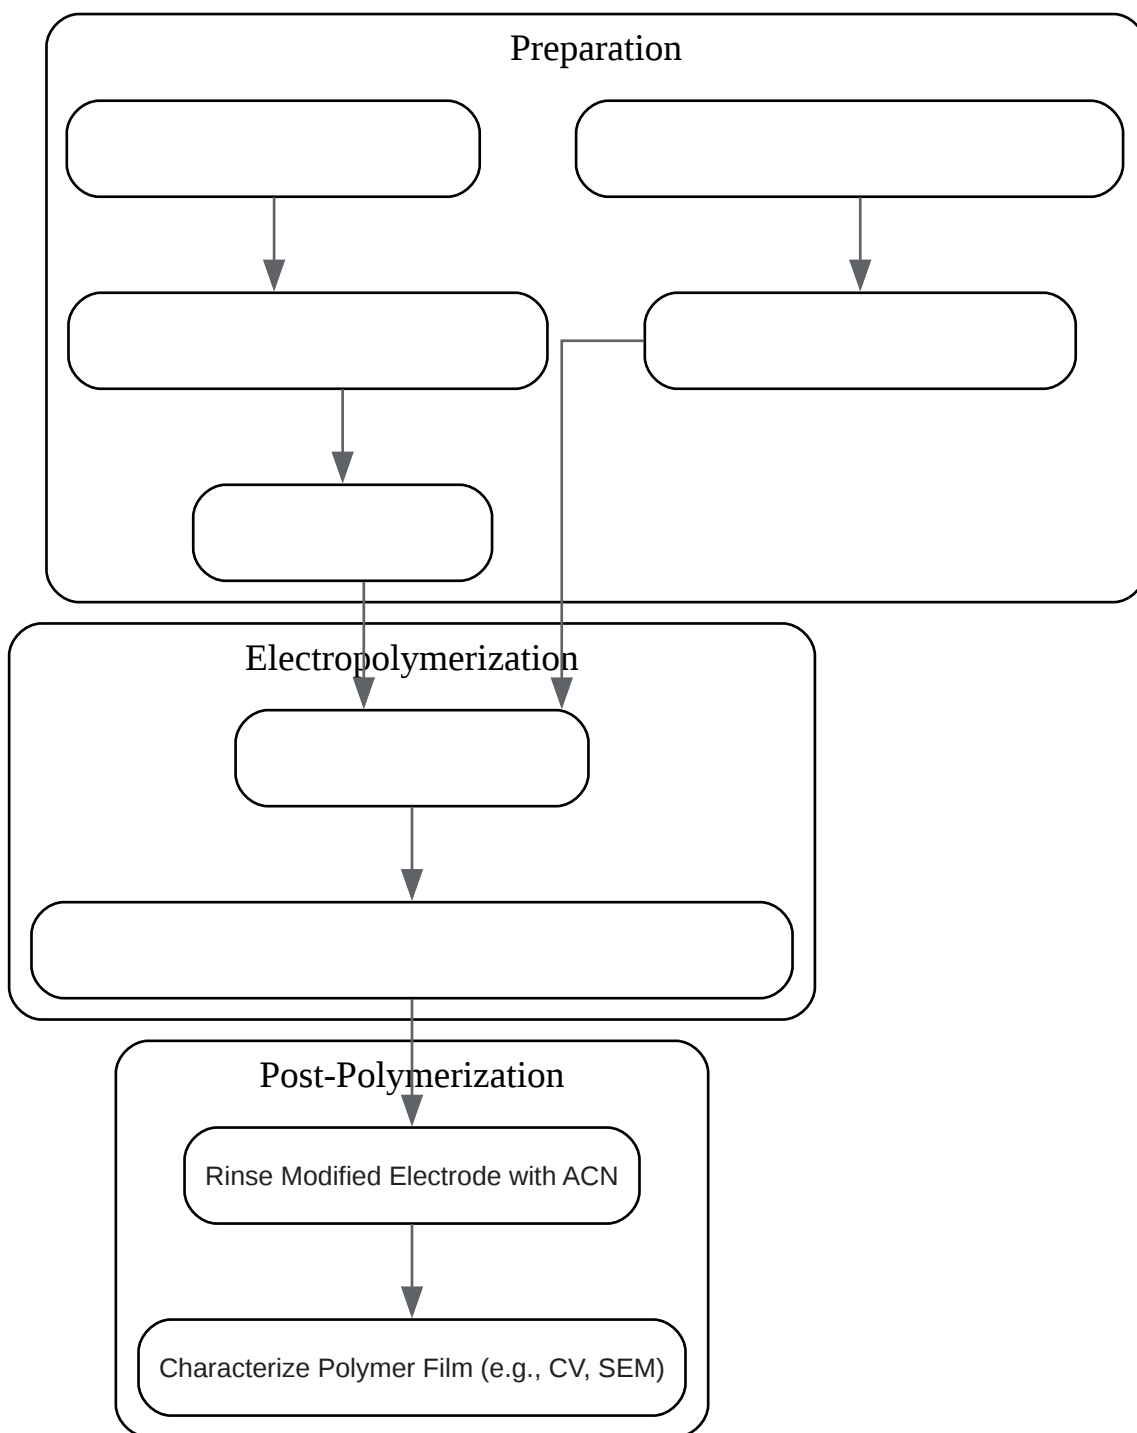 Preparation
Electropolymerization
Post-Polymerization
Rinse Modified Electrode with ACN
Characterize Polymer Film (e.g., CV, SEM)